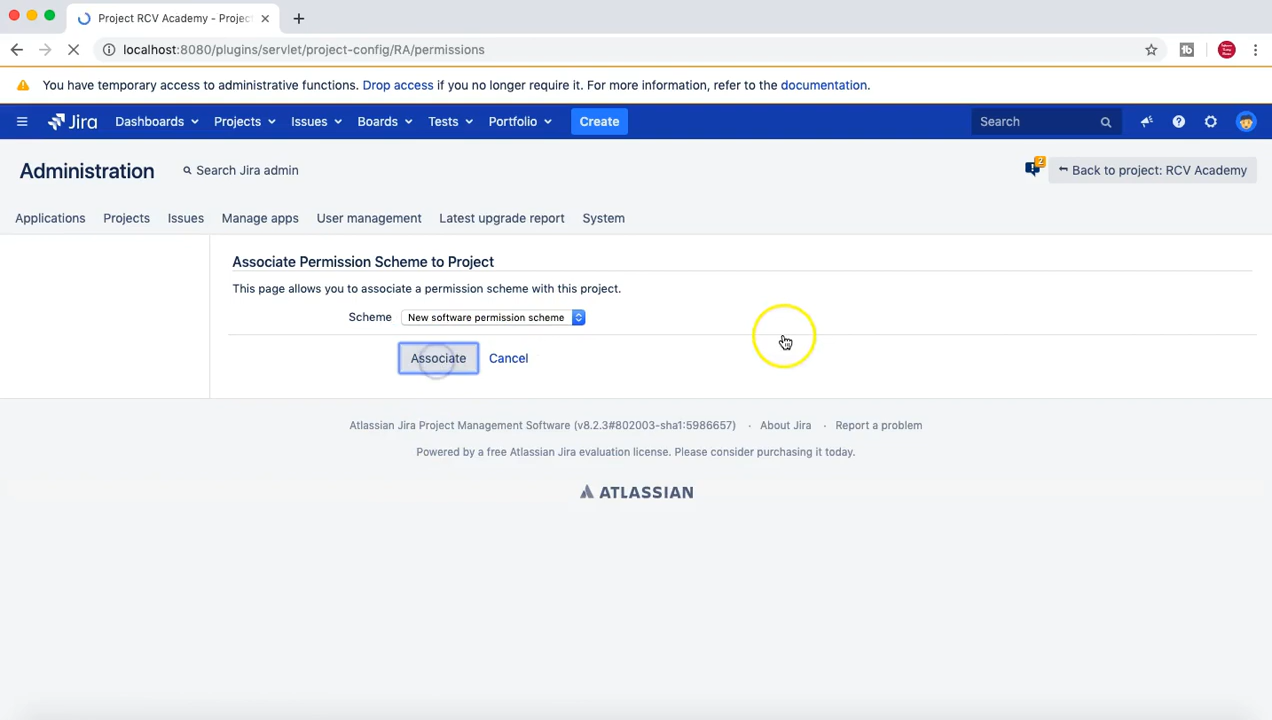 Project RCV Academy - Projec
localhost:8080/plugins/servlet/project-config/RA/permissions
You have temporary access to administrative functions. Drop access if you no longer require it. For more information, refer to the documentation.
Jira Dashboards Projects Issues Boards Tests Portfolio Create Search
Administration Search Jira admin 2 Back to project: RCV Academy
Applications Projects Issues Manage apps User management Latest upgrade report System
Associate Permission Scheme to Project
This page allows you to associate a permission scheme with this project.
Scheme New software permission scheme
Associate Cancel
Atlassian Jira Project Management Software (v8.2.3#802003-sha1:5986657) · About Jira · Report a problem
Powered by a free Atlassian Jira evaluation license. Please consider purchasing it today.
ATLASSIAN